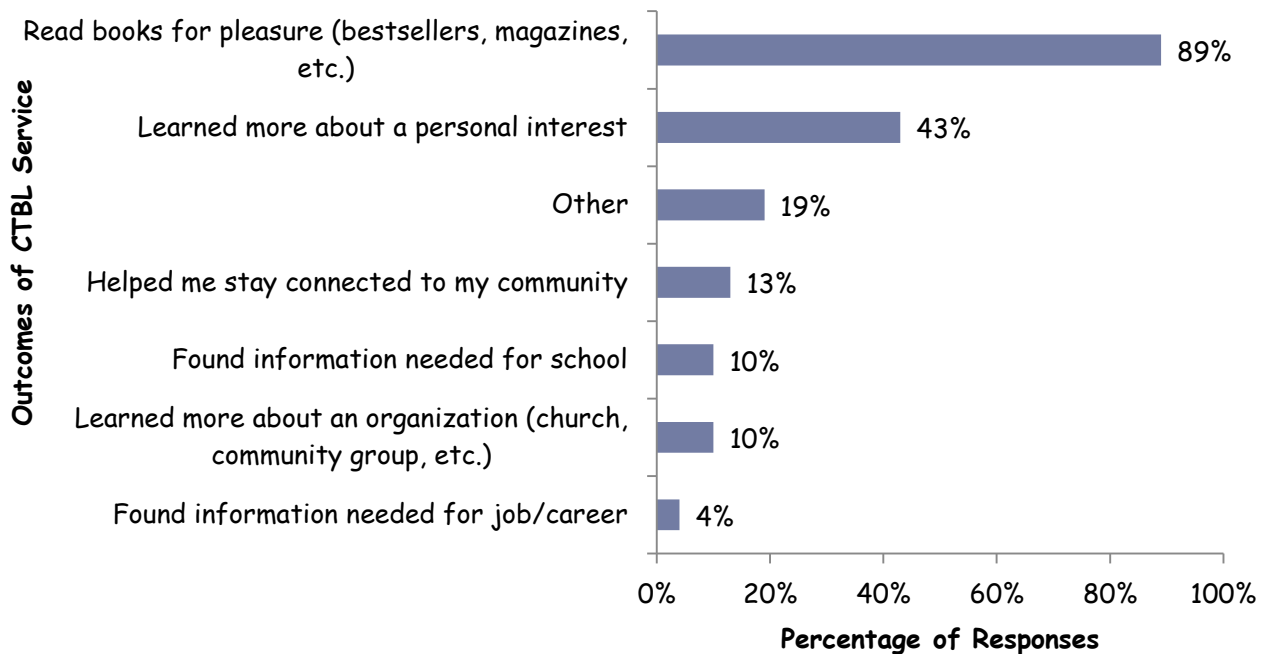 Outcomes of CTBL Service
Read books for pleasure (bestsellers, magazines,
etc.)
89%
Learned more about a personal interest
43%
Other
19%
Helped me stay connected to my community
13%
Found information needed for school
10%
Learned more about an organization (church,
community group, etc.)
10%
Found information needed for job/career
4%
0% 20% 40% 60% 80% 100%
Percentage of Responses